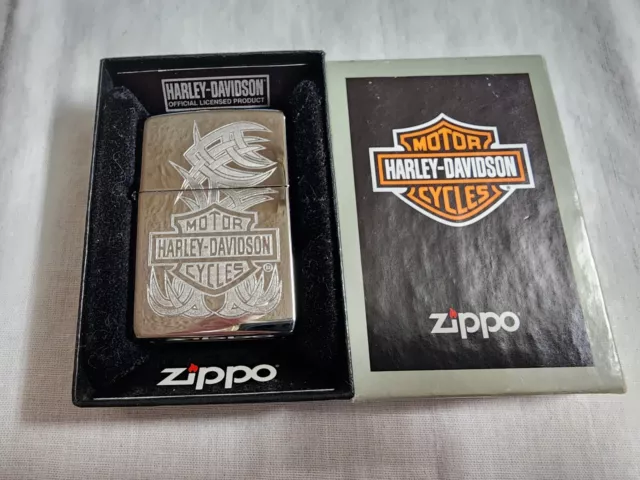 HARLEY-DAVIDSON
OFFICIAL LICENSED PRODUCT
MOTOR
HARLEY-DAVIDSON
CYCLES
zippo
MOTOR
HARLEY-DAVIDSON
CYCLES
zippo